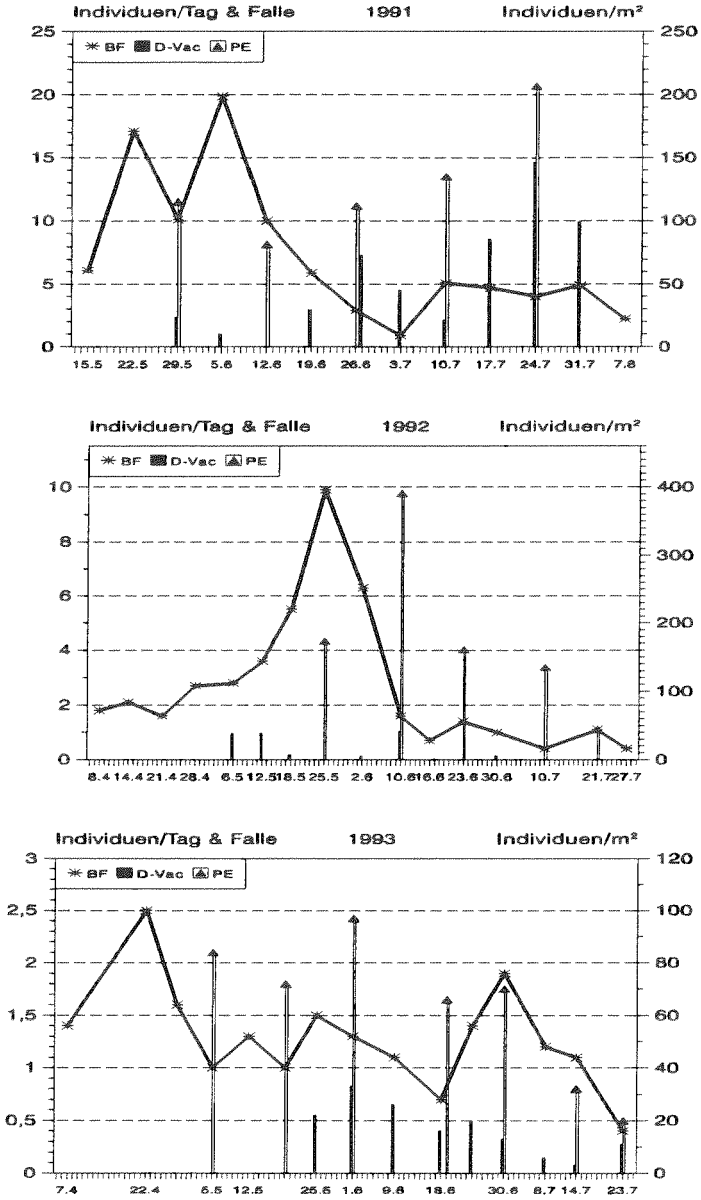 Individuen/Tag & Falle 1991 Individuen/m²
25 250
BF D-Vac PE
20 200
15 150
10 100
5 50
0 0
15.5 22.5 29.5 5.6 12.6 19.6 26.6 3.7 10.7 17.7 24.7 31.7 7.8
Individuen/Tag & Falle 1992 Individuen/m²
BF D-Vac PE
10 400
8 300
6 200
4
2 100
0 0
8.4 14.4 21.4 28.4 6.5 12.5 18.5 25.5 2.6 10.6 16.6 23.6 30.6 10.7 21.7 27.7
Individuen/Tag & Falle 1993 Individuen/m²
3 120
BF D-Vac PE
2,5 100
2 80
1,5 60
1 40
0,5 20
0 0
7.4 22.4 5.5 12.5 25.5 1.6 9.6 18.6 30.6 8.7 14.7 23.7